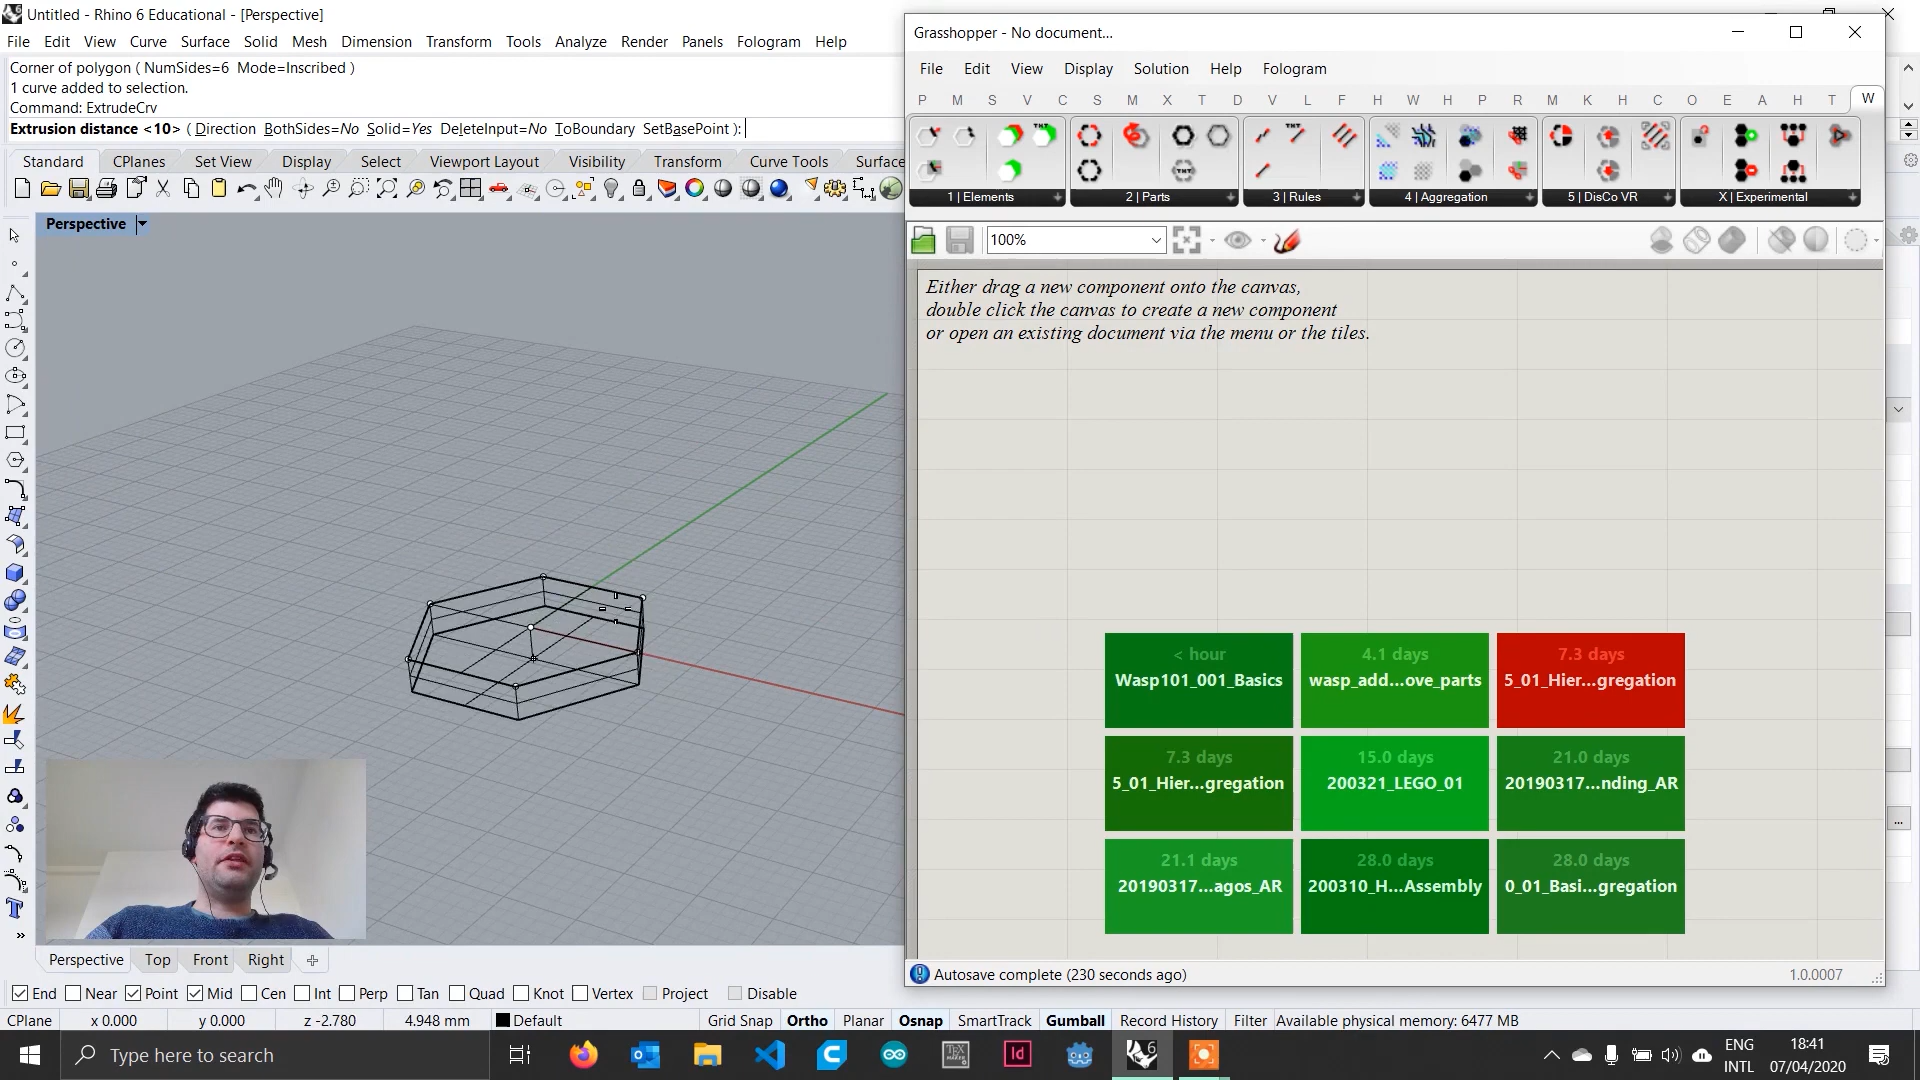 Untitled - Rhino 6 Educational - [Perspective]
File Edit View Curve Surface Solid Mesh Dimension Transform Tools Analyze Render Panels Fologram Help
Corner of polygon ( NumSides=6 Mode=Inscribed )
1 curve added to selection.
Command: ExtrudeCrv
Extrusion distance <10> ( Direction BothSides=No Solid=Yes DeleteInput=No ToBoundary SetBasePoint ):
Standard CPlanes Set View Display Select Viewport Layout Visibility Transform Curve Tools Surface
Perspective
Grasshopper - No document...
File Edit View Display Solution Help Fologram
P M S V C S M X T D V L F H W H P R M K H C O E A H T W
1 | Elements 2 | Parts 3 | Rules 4 | Aggregation 5 | DisCo VR X | Experimental
100%
Either drag a new component onto the canvas,
double click the canvas to create a new component
or open an existing document via the menu or the tiles.
< hour 4.1 days 7.3 days
Wasp101_001_Basics wasp_add...ove_parts 5_01_Hier...gregation
7.3 days 15.0 days 21.0 days
5_01_Hier...gregation 200321_LEGO_01 20190317...nding_AR
21.1 days 28.0 days 28.0 days
20190317...agos_AR 200310_H...Assembly 0_01_Basi...gregation
Autosave complete (230 seconds ago) 1.0.0007
Perspective Top Front Right
End Near Point Mid Cen Int Perp Tan Quad Knot Vertex Project Disable
CPlane x 0.000 y 0.000 z -2.780 4.948 mm Default Grid Snap Ortho Planar Osnap SmartTrack Gumball Record History Filter Available physical memory: 6477 MB
Type here to search
ENG
INTL
18:41
07/04/2020